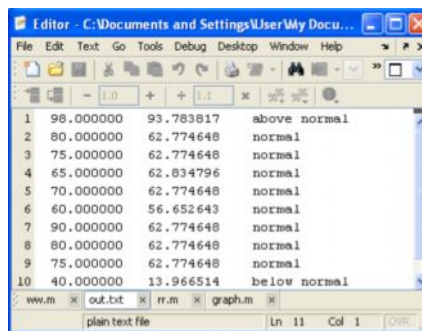 Editor - C:\Documents and Settings\User\My Docu...
File Edit Text Go Tools Debug Desktop Window Help
- 1.0 + ÷ 1.1 ×
1 98.000000 93.783817 above normal
2 80.000000 62.774648 normal
3 75.000000 62.774648 normal
4 65.000000 62.834796 normal
5 70.000000 62.774648 normal
6 60.000000 56.652643 normal
7 90.000000 62.774648 normal
8 80.000000 62.774648 normal
9 75.000000 62.774648 normal
10 40.000000 13.966514 below normal
ww.m × out.txt × rr.m × graph.m ×
plain text file Ln 11 Col 1 OVR